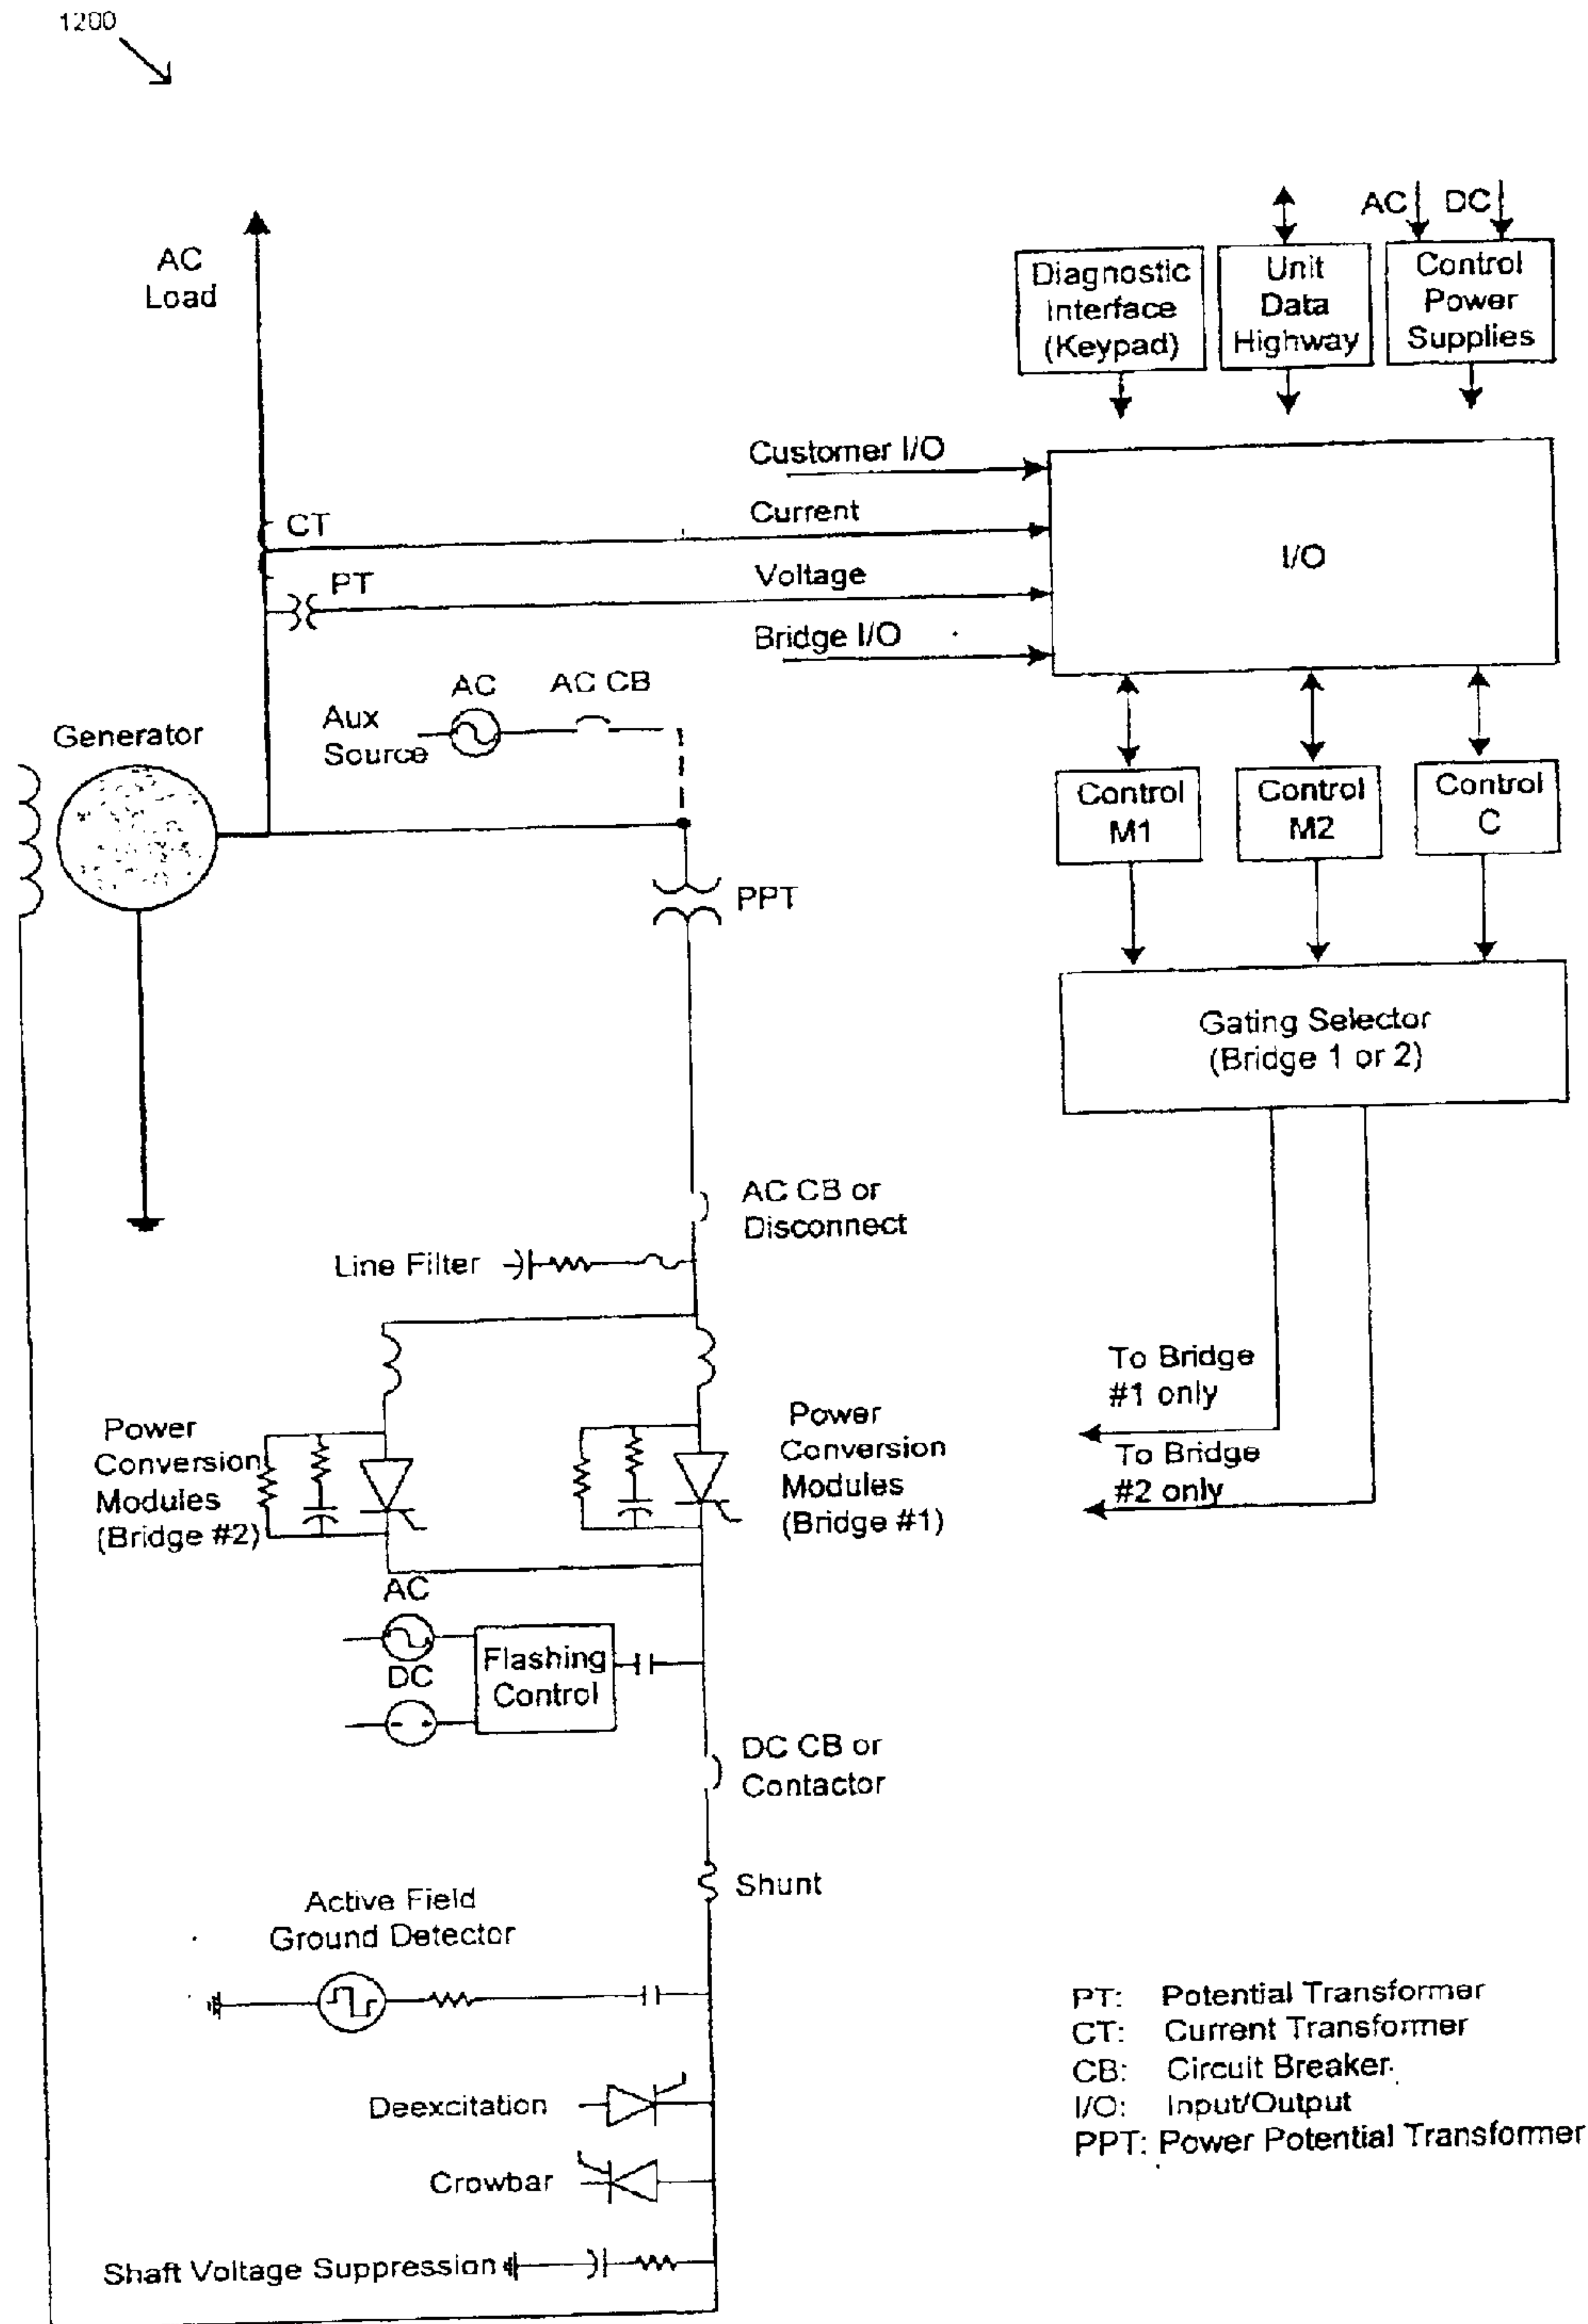 1200
AC
Load
AC
DC
Diagnostic
Interface
(Keypad)
Unit
Data
Highway
Control
Power
Supplies
Customer I/O
CT
Current
PT
Voltage
Bridge I/O
I/O
Aux
Source
AC
AC CB
Generator
PPT
Control
M1
Control
M2
Control
C
Gating Selector
(Bridge 1 or 2)
AC CB or
Disconnect
Line Filter
To Bridge
#1 only
To Bridge
#2 only
Power
Conversion
Modules
(Bridge #2)
Power
Conversion
Modules
(Bridge #1)
AC
DC
Flashing
Control
DC CB or
Contactor
Shunt
Active Field
Ground Detector
Deexcitation
Crowbar
Shaft Voltage Suppression
PT: Potential Transformer
CT: Current Transformer
CB: Circuit Breaker
I/O: Input/Output
PPT: Power Potential Transformer